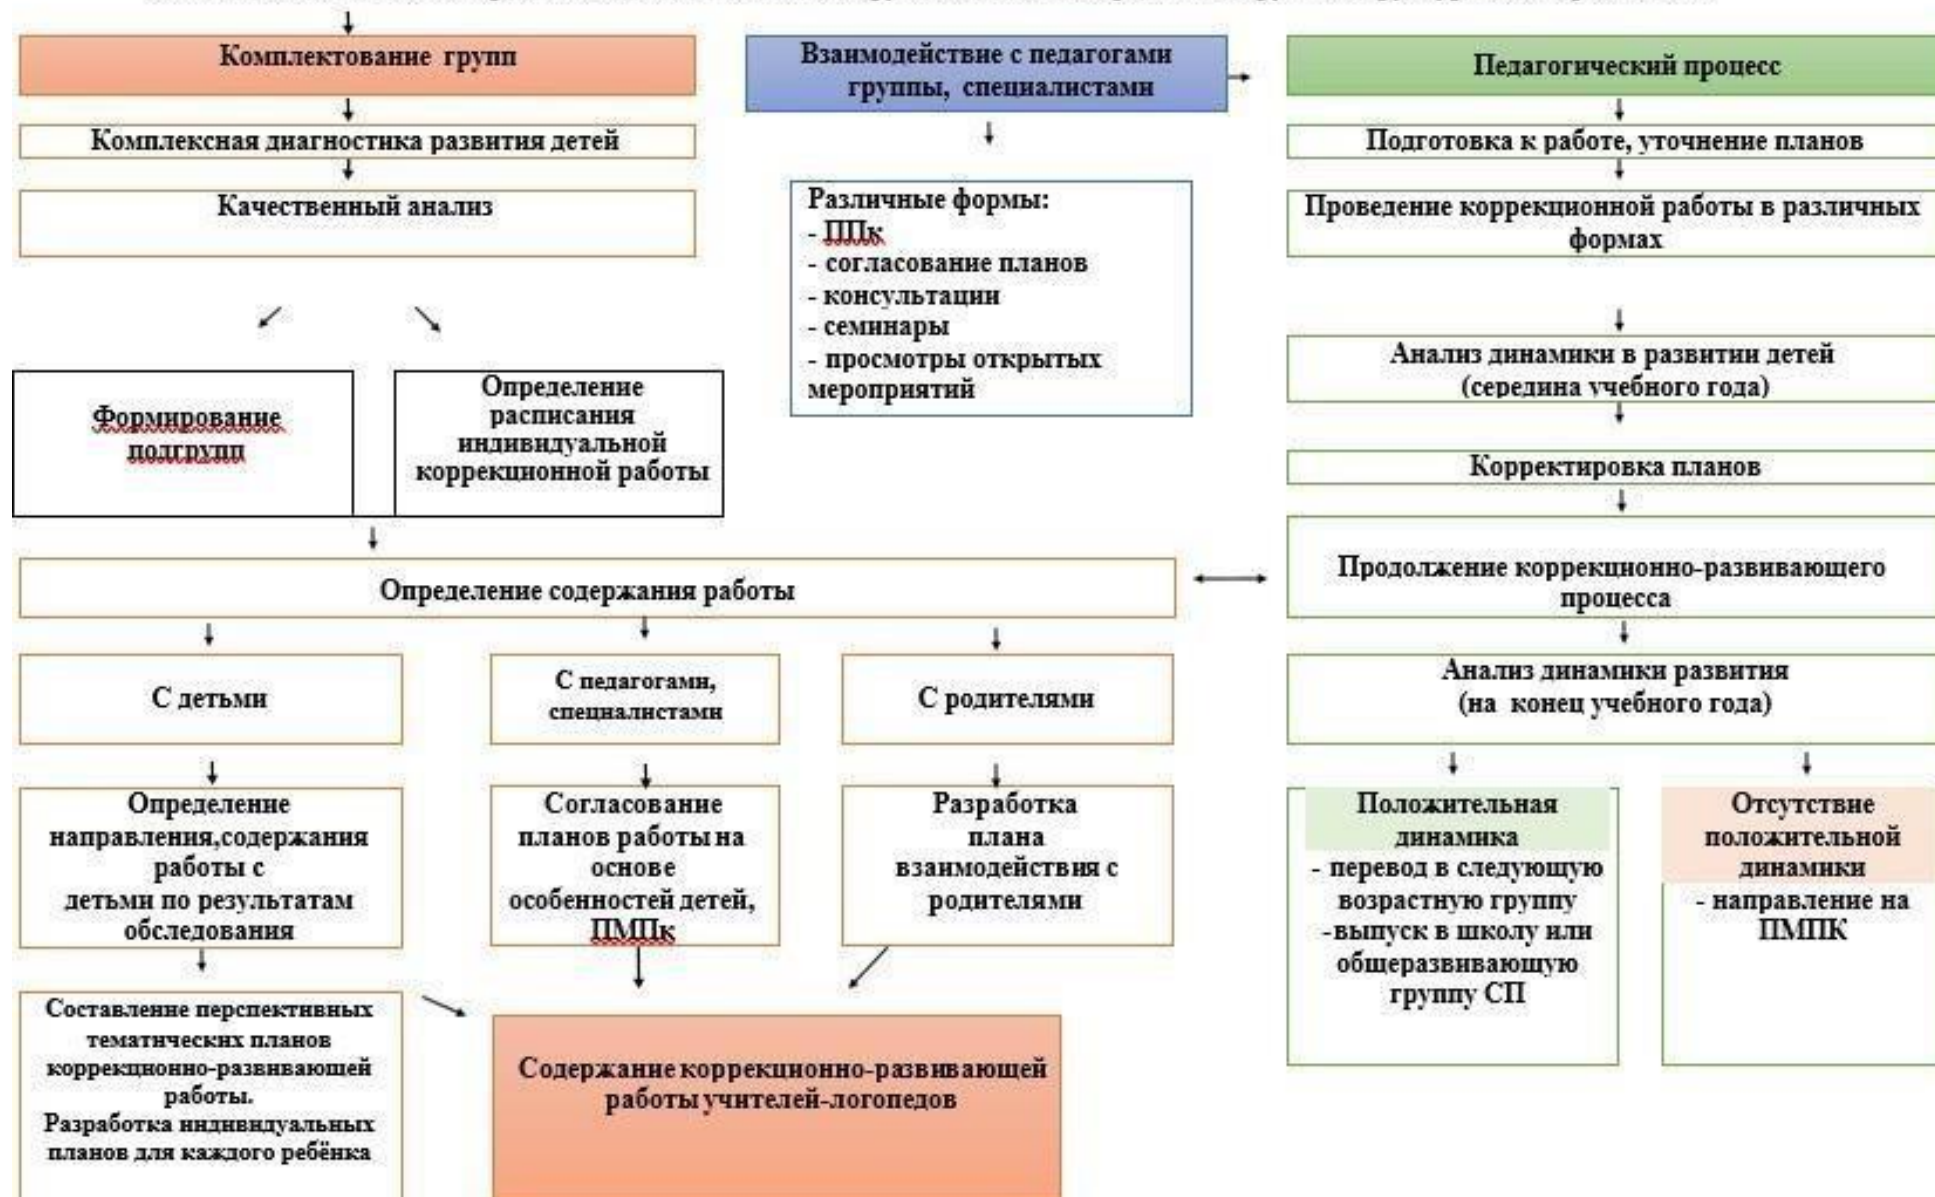 Комплектование групп
Комплексная диагностика развития детей
Качественный анализ
Формирование
подгрупп
Определение
расписания
индивидуальной
коррекционной работы
Взаимодействие с педагогами
группы, специалистами
Различные формы:
- ППк
- согласование планов
- консультации
- семинары
- просмотры открытых
мероприятий
Педагогический процесс
Подготовка к работе, уточнение планов
Проведение коррекционной работы в различных
формах
Анализ динамики в развитии детей
(середина учебного года)
Корректировка планов
Продолжение коррекционно-развивающего
процесса
Анализ динамики развития
(на конец учебного года)
Положительная
динамика
- перевод в следующую
возрастную группу
-выпуск в школу или
общеразвивающую
группу СП
Отсутствие
положительной
динамики
- направление на
ПМПК
Определение содержания работы
С детьми
Определение
направления,содержания
работы с
детьми по результатам
обследования
Составление перспективных
тематических планов
коррекционно-развивающей
работы.
Разработка индивидуальных
планов для каждого ребёнка
С педагогами,
специалистами
Согласование
планов работы на
основе
особенностей детей,
ПМПк
С родителями
Разработка
плана
взаимодействия с
родителями
Содержание коррекционно-развивающей
работы учителей-логопедов